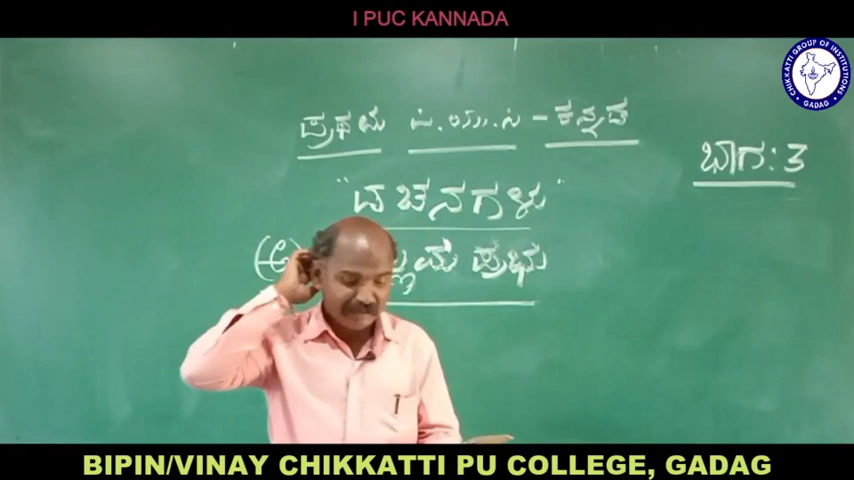 I PUC KANNADA
CHIKKATTI GROUP OF INSTITUTIONS
GADAG
ಪ್ರಥಮ ಪಿ.ಯು.ಸಿ - ಕನ್ನಡ
ಭಾಗ: 3
"ವಚನಗಳು"
ಪ್ರಭು
BIPIN/VINAY CHIKKATTI PU COLLEGE, GADAG